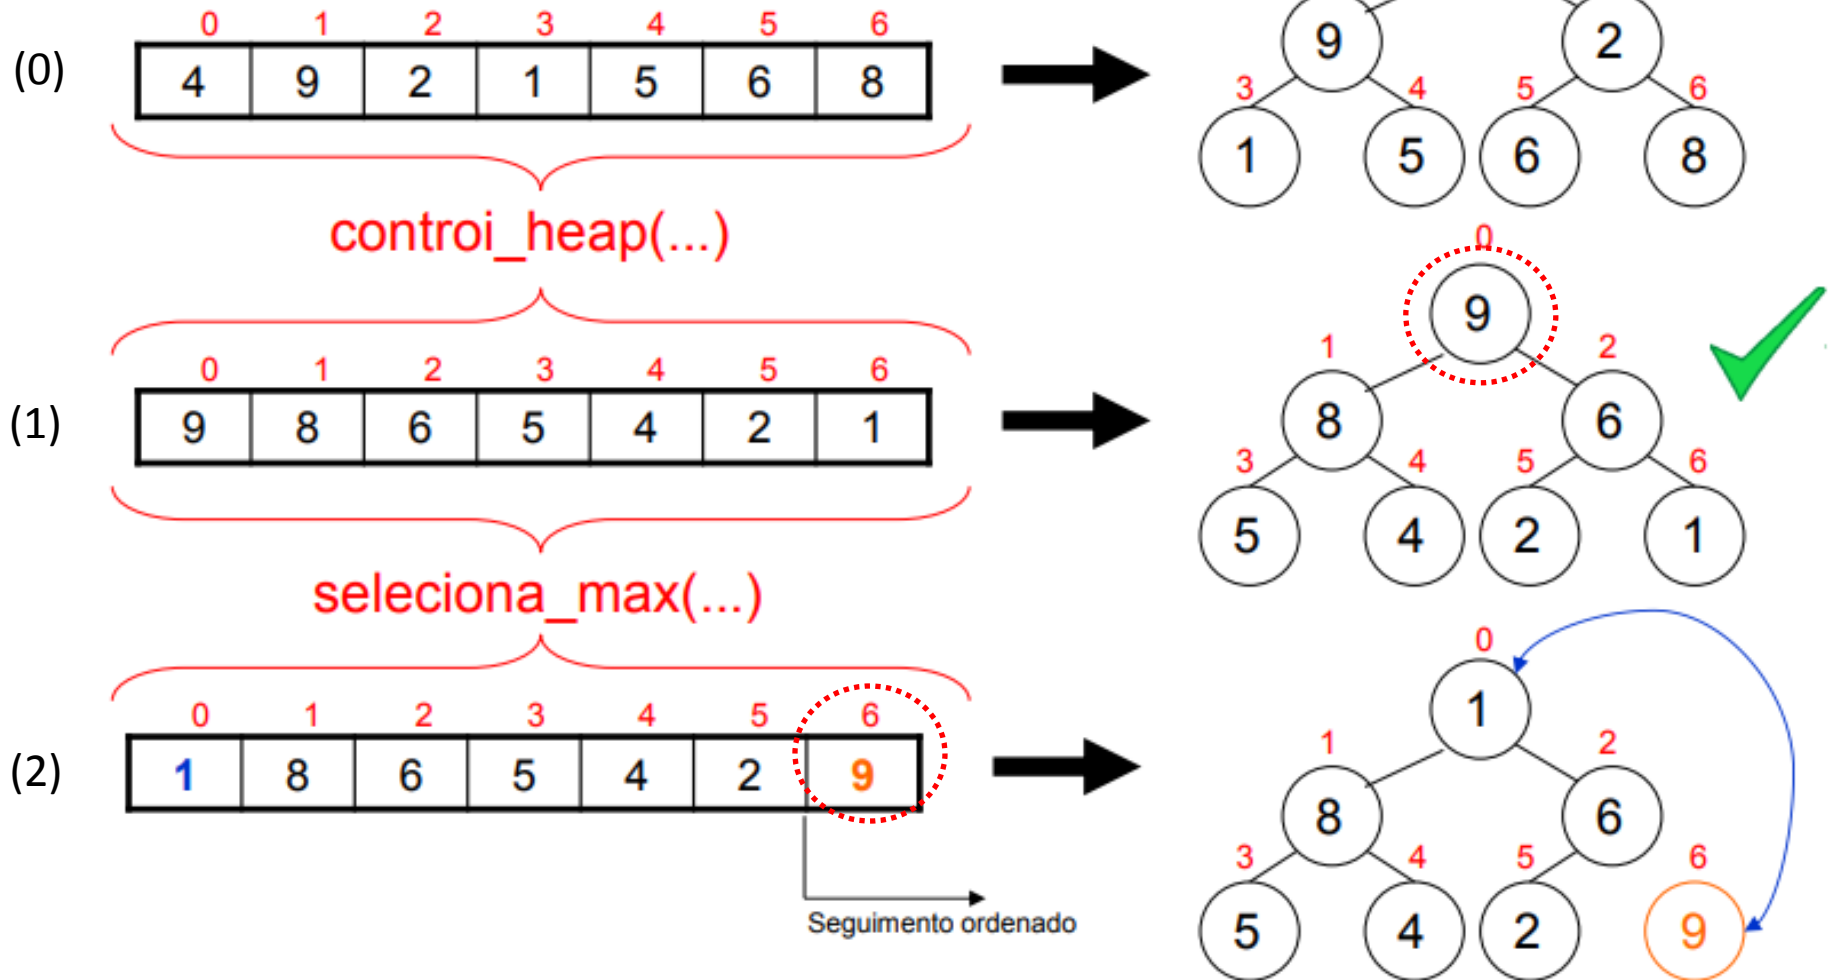 0 1 2 3 4 5 6
(0) 4 9 2 1 5 6 8
9 2
3 4 5 6
1 5 6 8
controi_heap(...)
0
9
1 2
8 6
3 4 5 6
5 4 2 1
0 1 2 3 4 5 6
(1) 9 8 6 5 4 2 1
seleciona_max(...)
0 1 2 3 4 5 6
(2) 1 8 6 5 4 2 9
Seguimento ordenado
0
1
1 2
8 6
3 4 5 6
5 4 2 9